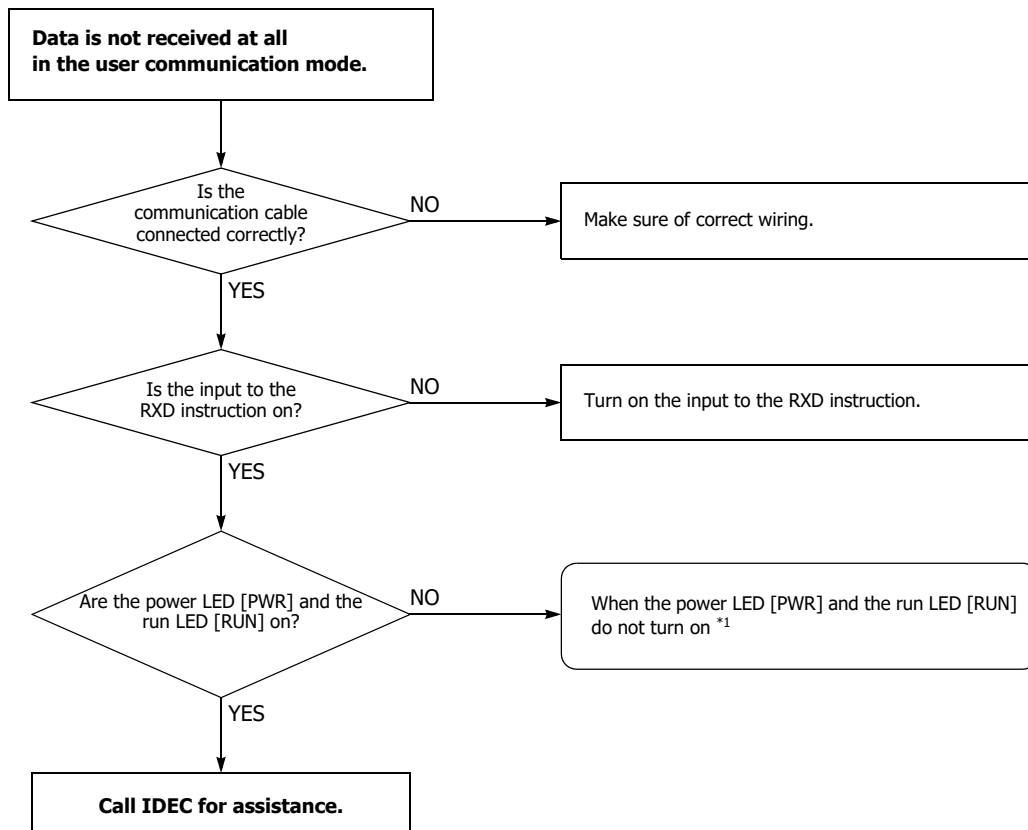 Data is not received at all
in the user communication mode.
Is the
communication cable
connected correctly?
NO
Make sure of correct wiring.
YES
Is the input to the
RXD instruction on?
NO
Turn on the input to the RXD instruction.
YES
Are the power LED [PWR] and the
run LED [RUN] on?
NO
When the power LED [PWR] and the run LED [RUN]
do not turn on *1
YES
Call IDEC for assistance.